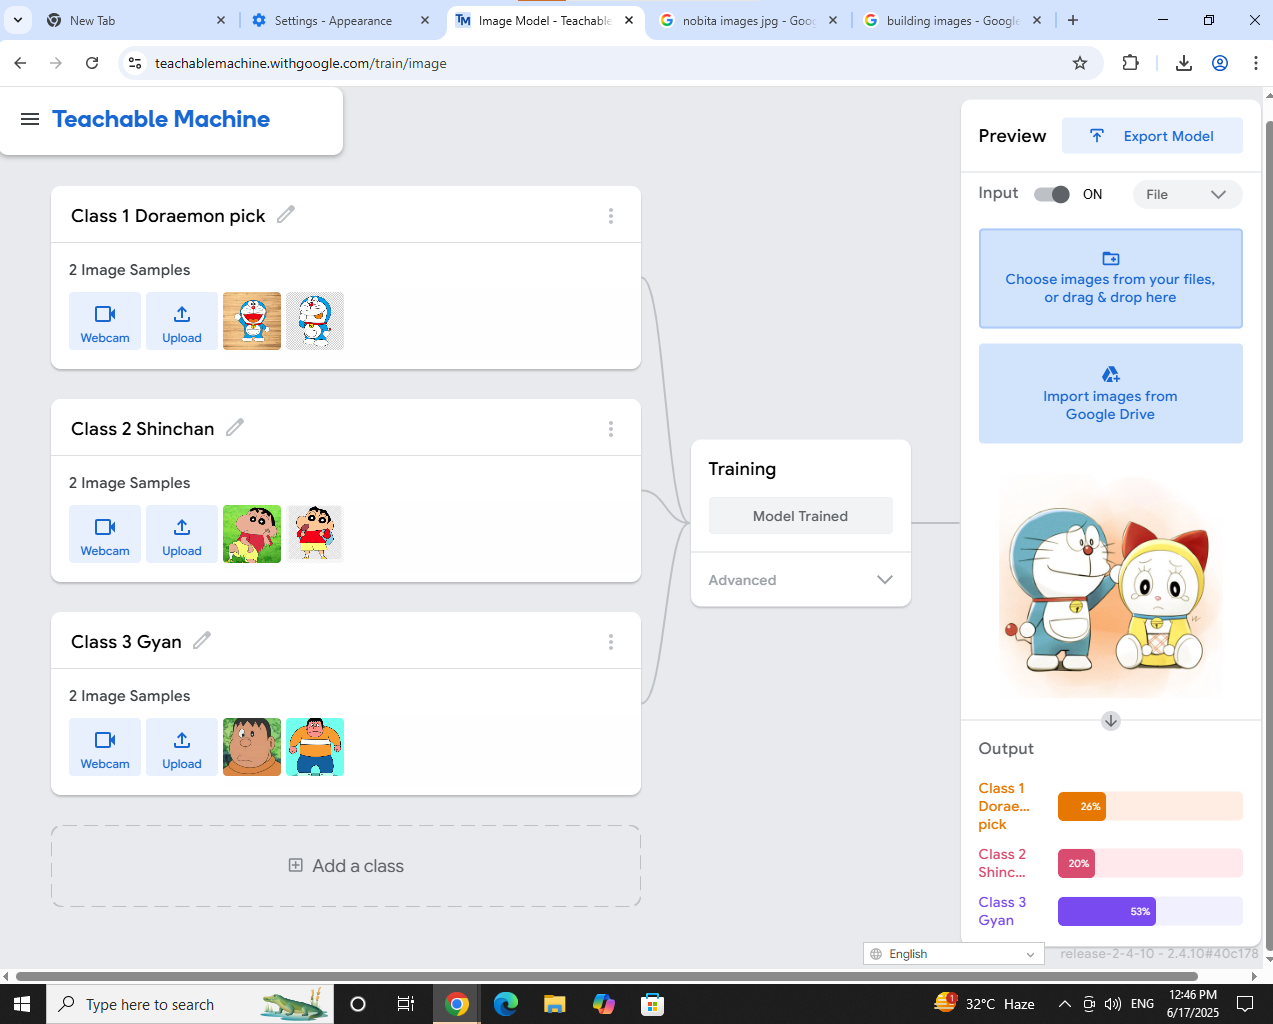 New Tab
Settings - Appearance
Image Model - Teachable
nobita images jpg - Goog
building images - Google
teachablemachine.withgoogle.com/train/image
Teachable Machine
Class 1 Doraemon pick
2 Image Samples
Webcam
Upload
Class 2 Shinchan
2 Image Samples
Webcam
Upload
Class 3 Gyan
2 Image Samples
Webcam
Upload
Add a class
Training
Model Trained
Advanced
Preview
Export Model
Input
ON
File
Choose images from your files,
or drag & drop here
Import images from
Google Drive
Output
Class 1
Dorae...
pick
26%
Class 2
Shinc...
20%
Class 3
Gyan
53%
English
release-2-4-10 - 2.4.10#40c178
Type here to search
1
32°C Haze
ENG
12:46 PM
6/17/2025